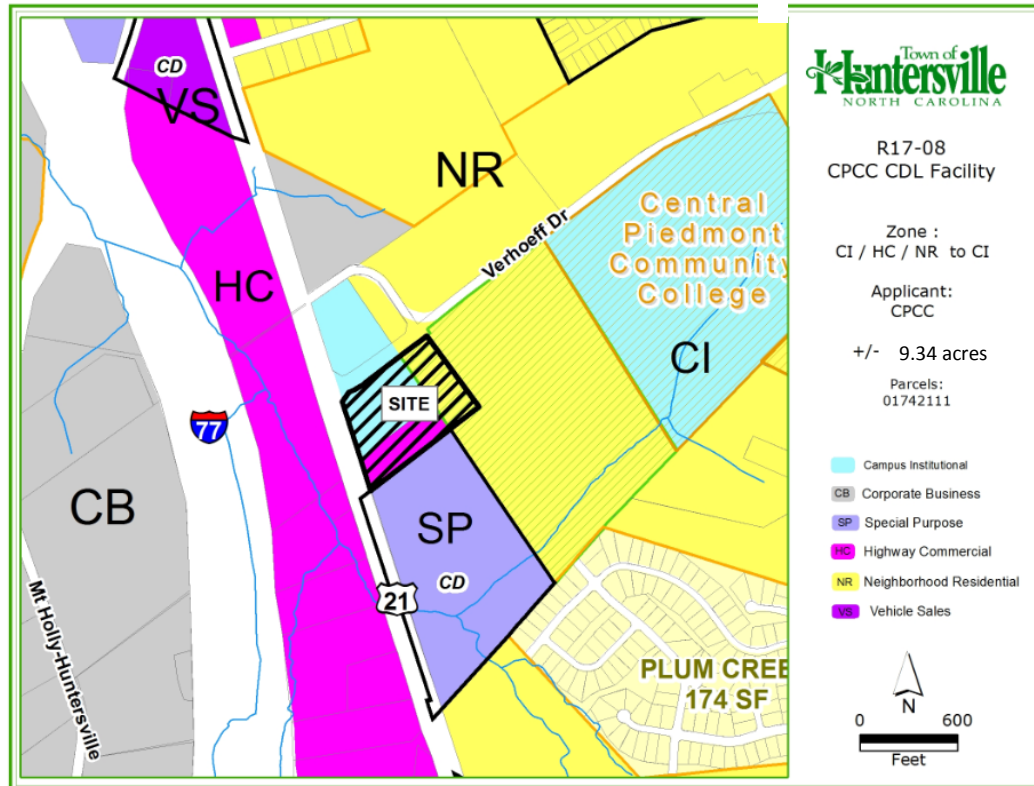 CD
VS
NR
HC
Verhoeff Dr
Central
Piedmont
Community
College
CI
SITE
77
CB
SP
CD
21
Mt Holly-Huntersville
PLUM CREE
174 SF
Town of
Huntersville
NORTH CAROLINA
R17-08
CPCC CDL Facility
Zone :
CI / HC / NR to CI
Applicant:
CPCC
+/- 9.34 acres
Parcels:
01742111
Campus Institutional
CB Corporate Business
SP Special Purpose
HC Highway Commercial
NR Neighborhood Residential
VS Vehicle Sales
N
0 600
Feet